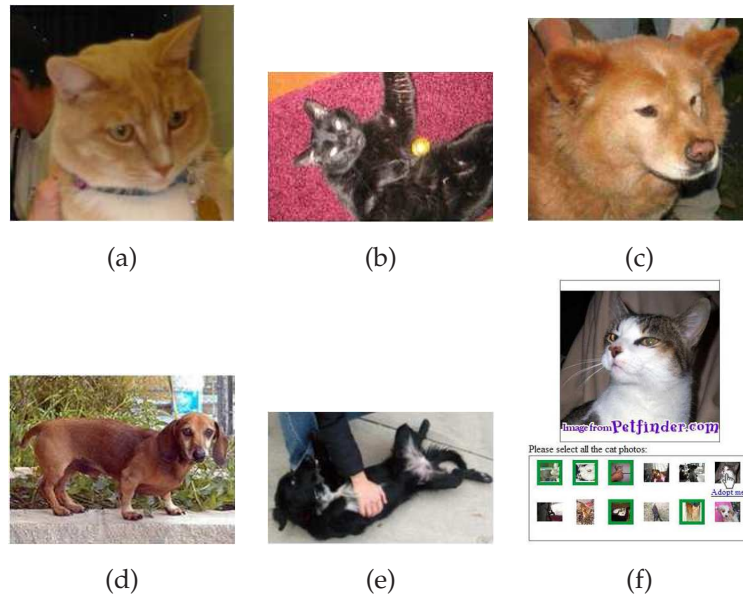 (a)
(b)
(c)
Image from Petfinder.com
Please select all the cat photos:
Adopt me
(d)
(e)
(f)